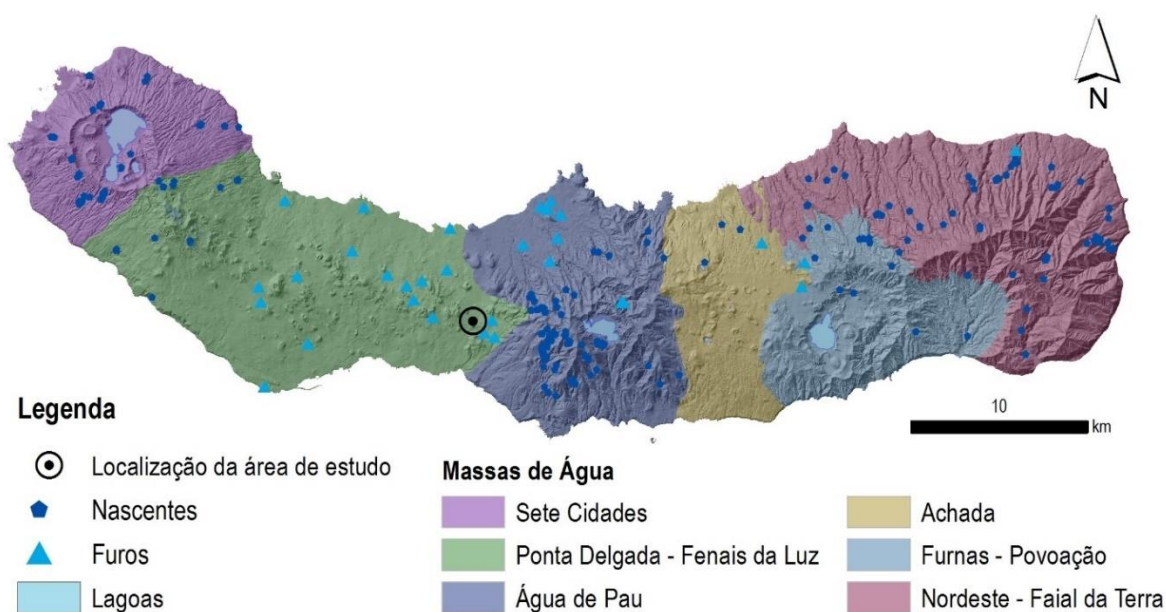 N
10
km
Legenda
Localização da área de estudo
Nascentes
Furos
Lagoas
Massas de Água
Sete Cidades
Ponta Delgada - Fenais da Luz
Água de Pau
Achada
Furnas - Povoação
Nordeste - Faial da Terra